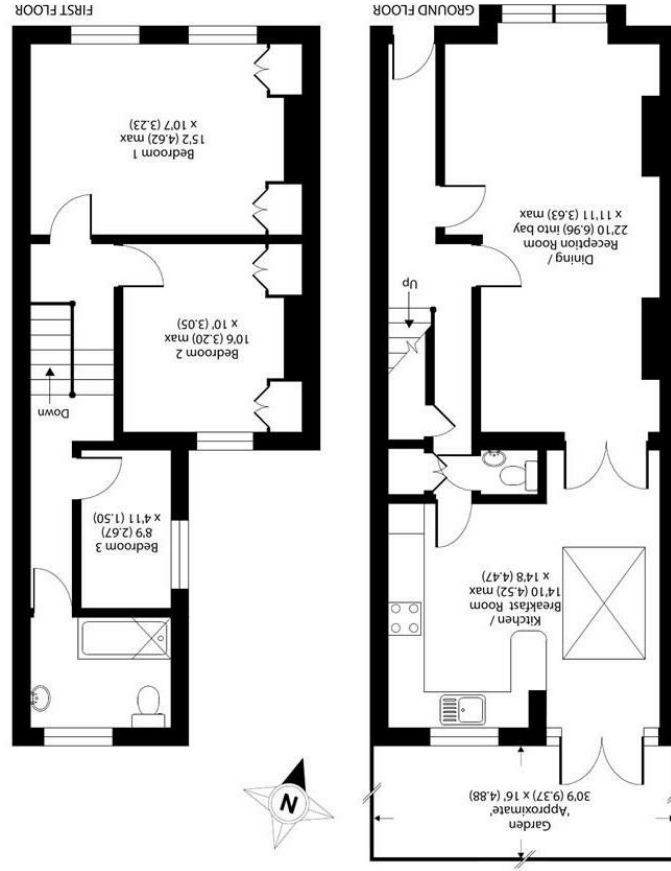 Garden
'Approximate'
30'9 (9.37) x 16' (4.88)
Kitchen /
Breakfast Room
14'10 (4.52) max
x 14'8 (4.47)
Up
Dining /
Reception Room
22'10 (6.96) into bay
x 11'11 (3.63) max
GROUND FLOOR
N
Bedroom 3
8'9 (2.67)
x 4'11 (1.50)
Down
Bedroom 2
10'6 (3.20) max
x 10' (3.05)
Bedroom 1
15'2 (4.62) max
x 10'7 (3.23)
FIRST FLOOR